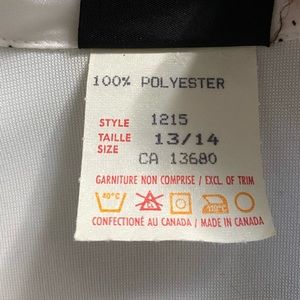 100% POLYESTER
STYLE 1215
TAILLE SIZE 13/14
CA 13680
GARNITURE NON COMPRISE / EXCL. OF TRIM
40°C
CONFECTIONÉ AU CANADA / MADE IN CANADA